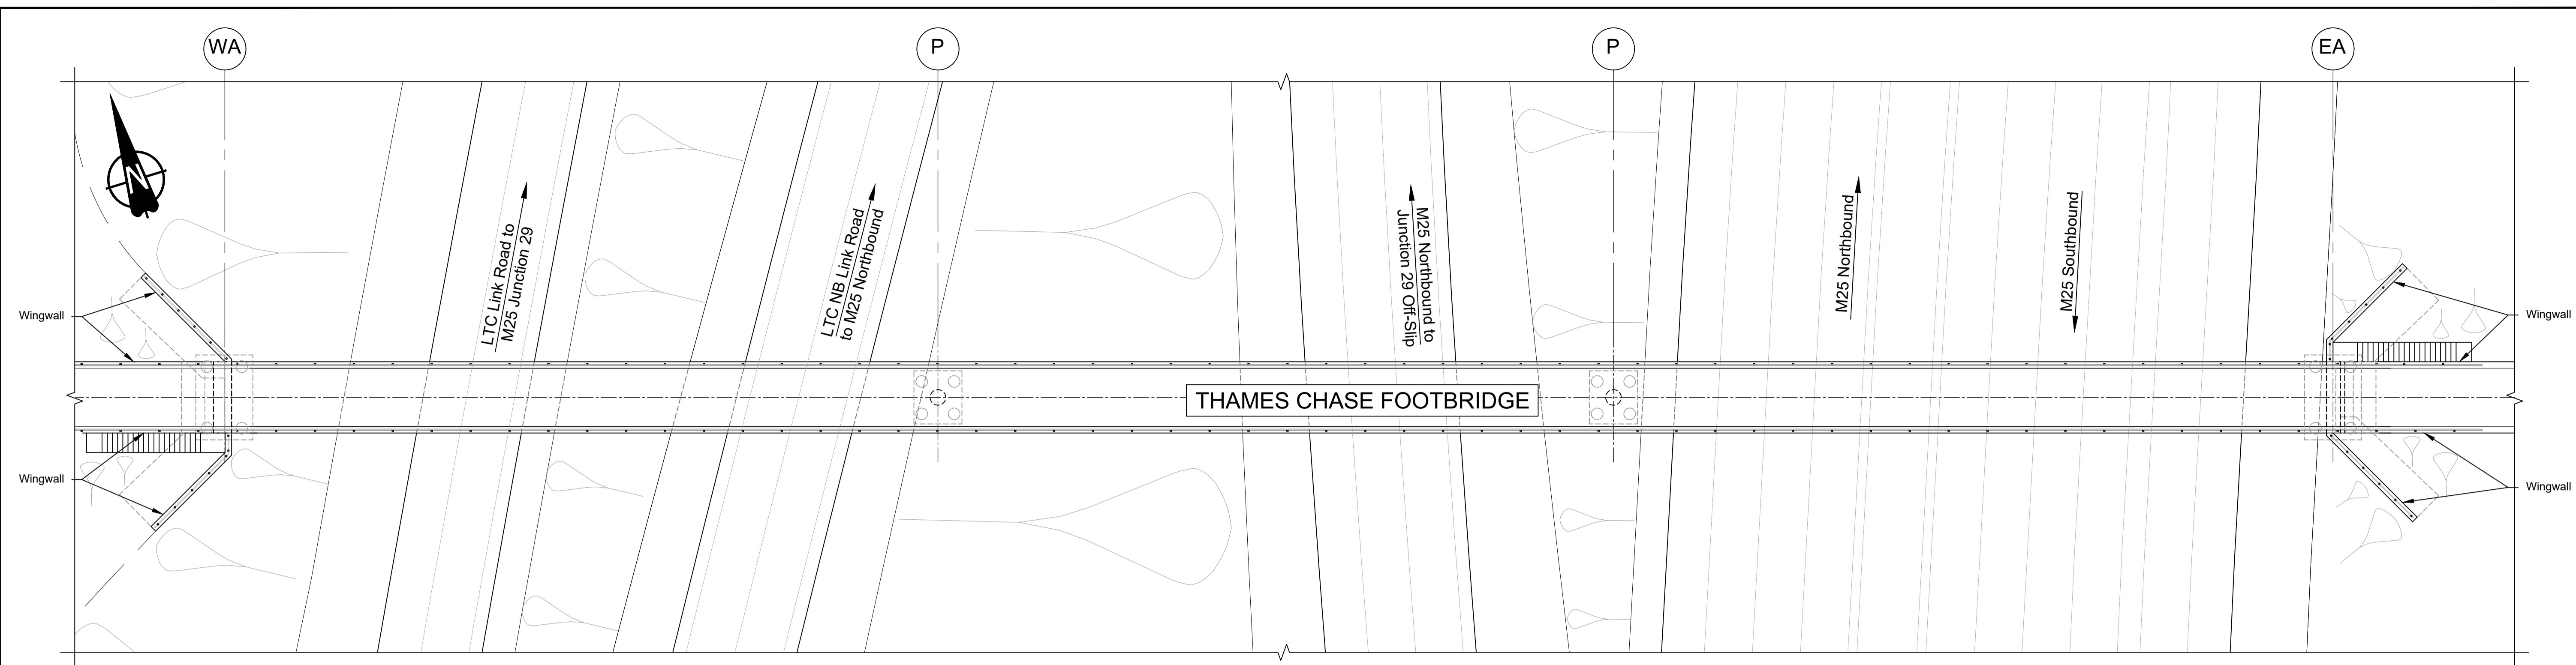 WA
P
P
EA
N
LTC Link Road to
M25 Junction 29
LTC NB Link Road
to M25 Northbound
M25 Northbound to
Junction 29 Off-Slip
M25 Northbound
M25 Southbound
Wingwall
Wingwall
THAMES CHASE FOOTBRIDGE
Wingwall
Wingwall